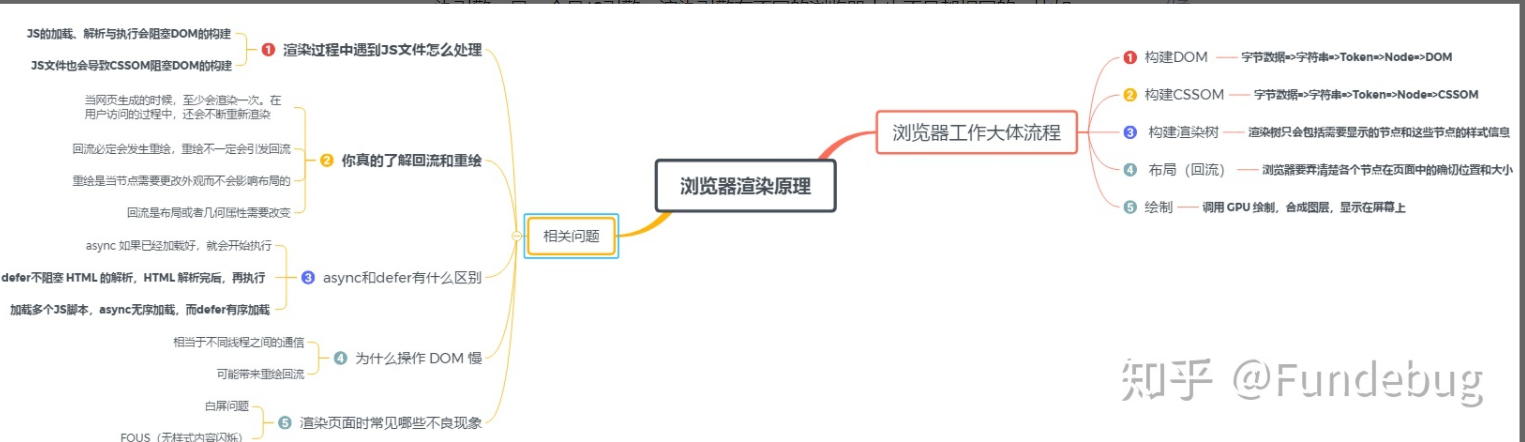 JS的加载、解析与执行会阻塞DOM的构建
JS文件也会导致CSSOM阻塞DOM的构建
1 渲染过程中遇到JS文件怎么处理
当网页生成的时候，至少会渲染一次。在
用户访问的过程中，还会不断重新渲染
回流必定会发生重绘，重绘不一定会引发回流
重绘是当节点需要更改外观而不会影响布局的
回流是布局或者几何属性需要改变
2 你真的了解回流和重绘
async 如果已经加载好，就会开始执行
defer不阻塞 HTML 的解析，HTML 解析完后，再执行
加载多个JS脚本，async无序加载，而defer有序加载
3 async和defer有什么区别
相当于不同线程之间的通信
可能带来重绘回流
4 为什么操作 DOM 慢
白屏问题
FOUS（无样式内容闪烁）
5 渲染页面时常见哪些不良现象
相关问题
浏览器渲染原理
浏览器工作大体流程
1 构建DOM 字节数据=>字符串=>Token=>Node=>DOM
2 构建CSSOM 字节数据=>字符串=>Token=>Node=>CSSOM
3 构建渲染树 渲染树只会包括需要显示的节点和这些节点的样式信息
4 布局（回流） 浏览器要弄清楚各个节点在页面中的确切位置和大小
5 绘制 调用 GPU 绘制，合成图层，显示在屏幕上
知乎 @Fundebug